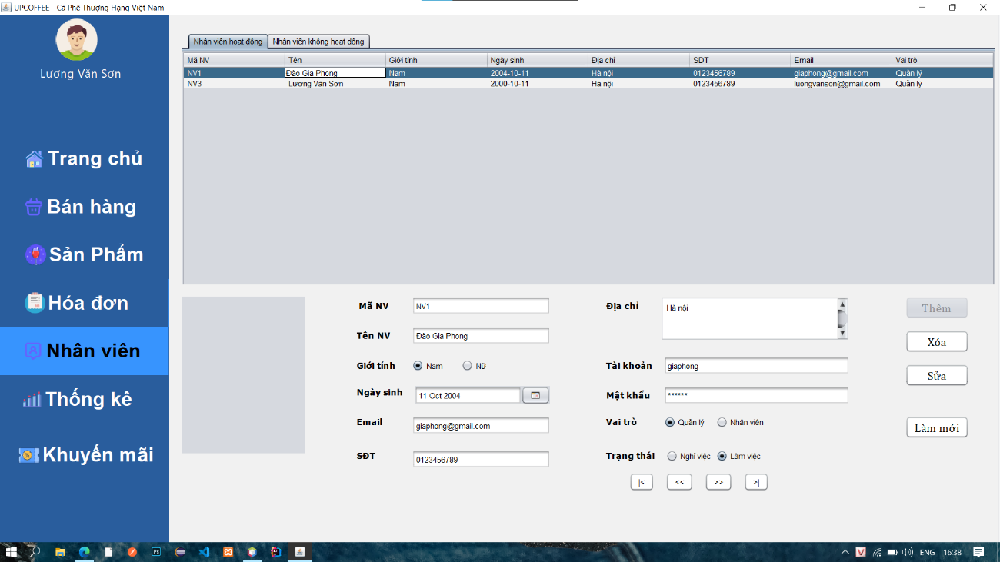 UPCOFFEE - Cà Phê Thượng Hạng Việt Nam
Lương Văn Sơn
Trang chủ
Bán hàng
Sản Phẩm
Hóa đơn
Nhân viên
Thống kê
Khuyến mãi
Nhân viên hoạt động Nhân viên không hoạt động
Mã NV Tên Giới tính Ngày sinh Địa chỉ SDT Email Vai trò
NV1 Đào Gia Phong Nam 2004-10-11 Hà nội 0123456789 giaphong@gmail.com Quản lý
NV3 Lương Văn Sơn Nam 2000-10-11 Hà nội 0123456789 luongvanson@gmail.com Quản lý
Mã NV NV1
Tên NV Đào Gia Phong
Giới tính Nam Nữ
Ngày sinh 11 Oct 2004
Email giaphong@gmail.com
SĐT 0123456789
Địa chỉ Hà nội
Tài khoản giaphong
Mật khẩu ******
Vai trò Quản lý Nhân viên
Trạng thái Nghỉ việc Làm việc
|< << >> >|
Thêm
Xóa
Sửa
Làm mới
ENG 16:38